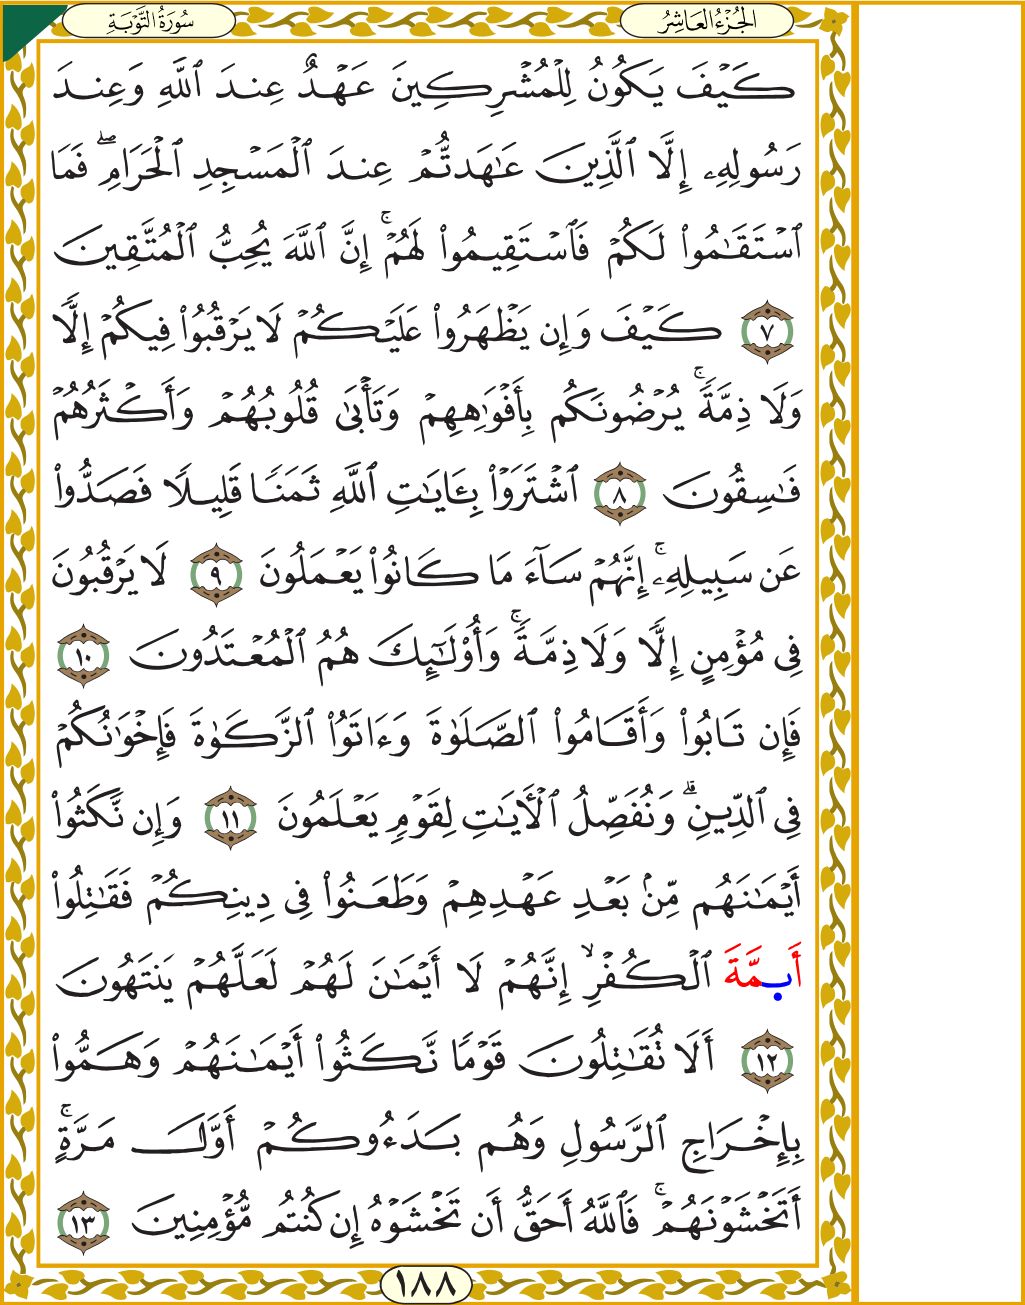 سُورَةُ التَّوۡبَةِ
الجُزۡءُ العَاشِرُ
كَيۡفَ يَكُونُ لِلۡمُشۡرِكِينَ عَهۡدٌ عِندَ ٱللَّهِ وَعِندَ
رَسُولِهِۦٓ إِلَّا ٱلَّذِينَ عَٰهَدتُّمۡ عِندَ ٱلۡمَسۡجِدِ ٱلۡحَرَامِۖ فَمَا
ٱسۡتَقَٰمُواْ لَكُمۡ فَٱسۡتَقِيمُواْ لَهُمۡۚ إِنَّ ٱللَّهَ يُحِبُّ ٱلۡمُتَّقِينَ
٧ كَيۡفَ وَإِن يَظۡهَرُواْ عَلَيۡكُمۡ لَا يَرۡقُبُواْ فِيكُمۡ إِلّٗا
وَلَا ذِمَّةٗۚ يُرۡضُونَكُم بِأَفۡوَٰهِهِمۡ وَتَأۡبَىٰ قُلُوبُهُمۡ وَأَكۡثَرُهُمۡ
فَٰسِقُونَ ٨ ٱشۡتَرَوۡاْ بِـَٔايَٰتِ ٱللَّهِ ثَمَنٗا قَلِيلٗا فَصَدُّواْ
عَن سَبِيلِهِۦٓۚ إِنَّهُمۡ سَآءَ مَا كَانُواْ يَعۡمَلُونَ ٩ لَا يَرۡقُبُونَ
فِي مُؤۡمِنٍ إِلّٗا وَلَا ذِمَّةٗۚ وَأُوْلَٰٓئِكَ هُمُ ٱلۡمُعۡتَدُونَ ١٠
فَإِن تَابُواْ وَأَقَامُواْ ٱلصَّلَوٰةَ وَءَاتَوُاْ ٱلزَّكَوٰةَ فَإِخۡوَٰنُكُمۡ
فِي ٱلدِّينِۗ وَنُفَصِّلُ ٱلۡأٓيَٰتِ لِقَوۡمٖ يَعۡلَمُونَ ١١ وَإِن نَّكَثُوٓاْ
أَيۡمَٰنَهُم مِّنۢ بَعۡدِ عَهۡدِهِمۡ وَطَعَنُواْ فِي دِينِكُمۡ فَقَٰتِلُوٓاْ
أَىِٕمَّةَ ٱلۡكُفۡرِۙ إِنَّهُمۡ لَآ أَيۡمَٰنَ لَهُمۡ لَعَلَّهُمۡ يَنتَهُونَ
١٢ أَلَا تُقَٰتِلُونَ قَوۡمٗا نَّكَثُوٓاْ أَيۡمَٰنَهُمۡ وَهَمُّواْ
بِإِخۡرَاجِ ٱلرَّسُولِ وَهُم بَدَءُوكُمۡ أَوَّلَ مَرَّةٍۚ
أَتَخۡشَوۡنَهُمۡۚ فَٱللَّهُ أَحَقُّ أَن تَخۡشَوۡهُ إِن كُنتُم مُّؤۡمِنِينَ ١٣
١٨٨